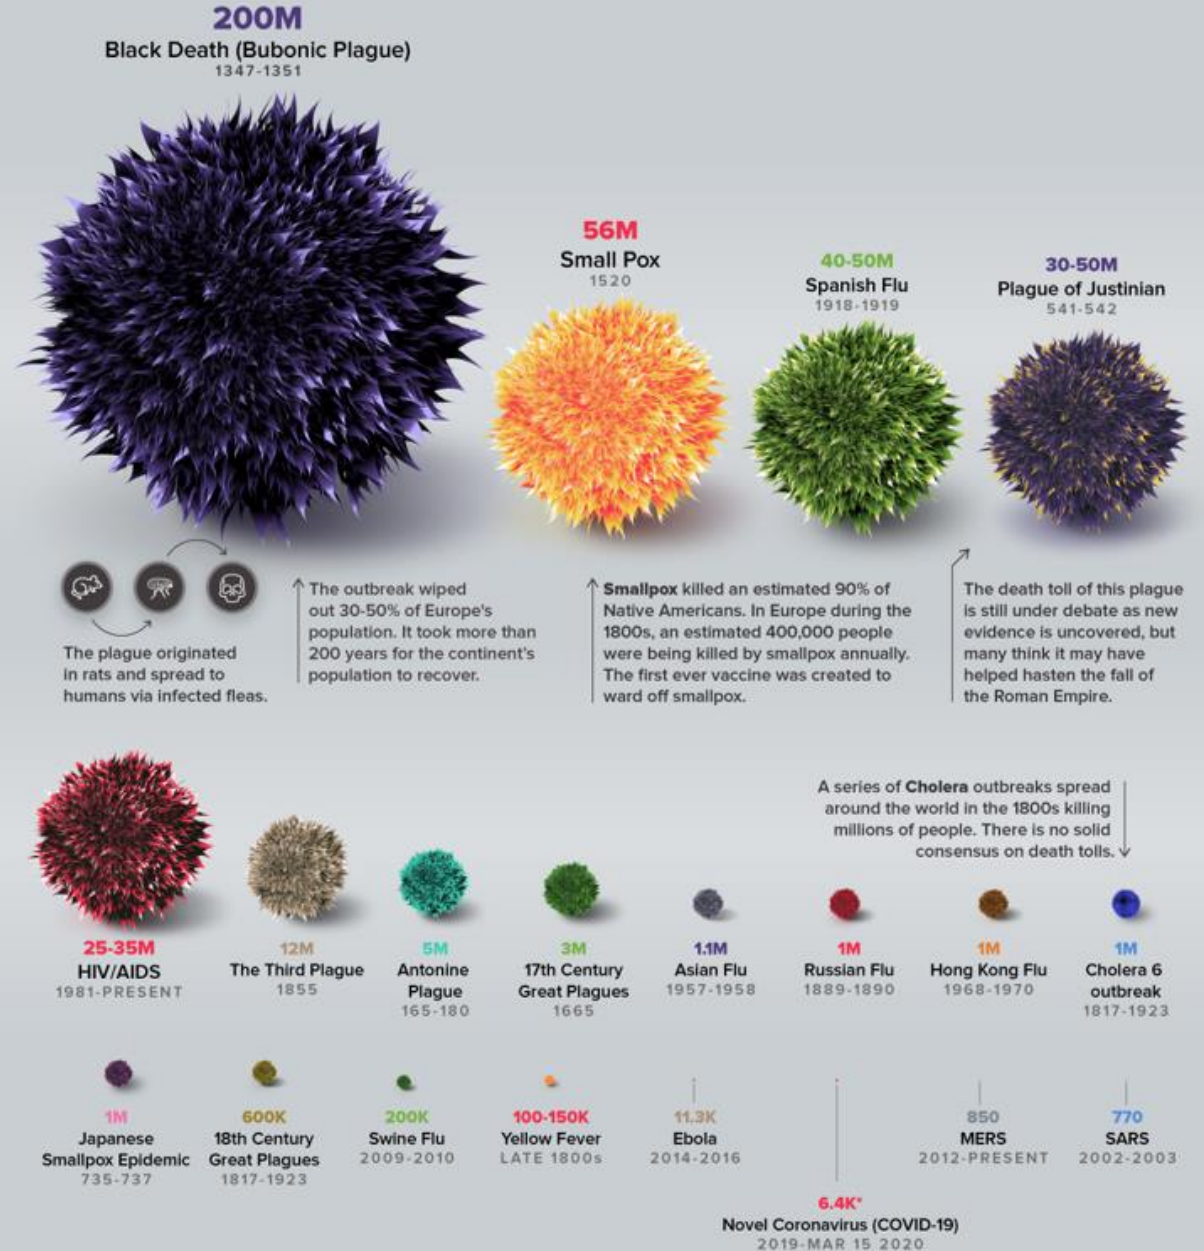 200M
Black Death (Bubonic Plague)
1347-1351
56M
Small Pox
1520
40-50M
Spanish Flu
1918-1919
30-50M
Plague of Justinian
541-542
The plague originated
in rats and spread to
humans via infected fleas.
The outbreak wiped
out 30-50% of Europe's
population. It took more than
200 years for the continent's
population to recover.
Smallpox killed an estimated 90% of
Native Americans. In Europe during the
1800s, an estimated 400,000 people
were being killed by smallpox annually.
The first ever vaccine was created to
ward off smallpox.
The death toll of this plague
is still under debate as new
evidence is uncovered, but
many think it may have
helped hasten the fall of
the Roman Empire.
A series of Cholera outbreaks spread
around the world in the 1800s killing
millions of people. There is no solid
consensus on death tolls.
25-35M
HIV/AIDS
1981-PRESENT
12M
The Third Plague
1855
5M
Antonine
Plague
165-180
3M
17th Century
Great Plagues
1665
1.1M
Asian Flu
1957-1958
1M
Russian Flu
1889-1890
1M
Hong Kong Flu
1968-1970
1M
Cholera 6
outbreak
1817-1923
1M
Japanese
Smallpox Epidemic
735-737
600K
18th Century
Great Plagues
1817-1923
200K
Swine Flu
2009-2010
100-150K
Yellow Fever
LATE 1800s
11.3K
Ebola
2014-2016
6.4K*
Novel Coronavirus (COVID-19)
2019-MAR 15 2020
850
MERS
2012-PRESENT
770
SARS
2002-2003